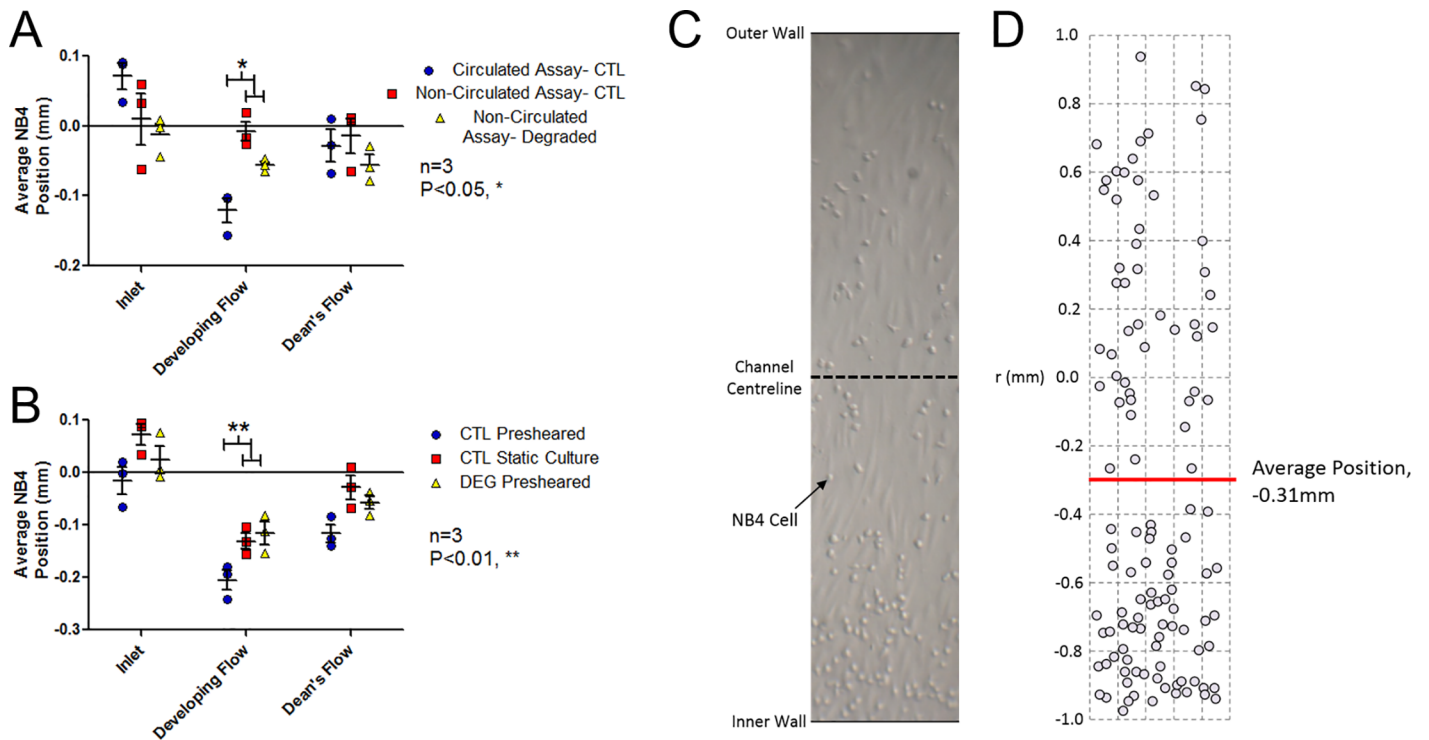 A
Average NB4
Position (mm)
0.1
0.0
-0.1
-0.2
*
Inlet
Developing Flow
Dean's Flow
Circulated Assay- CTL
Non-Circulated Assay- CTL
Non-Circulated
Assay- Degraded
n=3
P<0.05, *
B
Average NB4
Position (mm)
0.1
0.0
-0.1
-0.2
-0.3
**
Inlet
Developing Flow
Dean's Flow
CTL Presheared
CTL Static Culture
DEG Presheared
n=3
P<0.01, **
C
Outer Wall
Channel
Centreline
NB4 Cell
Inner Wall
D
1.0
0.8
0.6
0.4
0.2
r (mm) 0.0
-0.2
-0.4
-0.6
-0.8
-1.0
Average Position,
-0.31mm